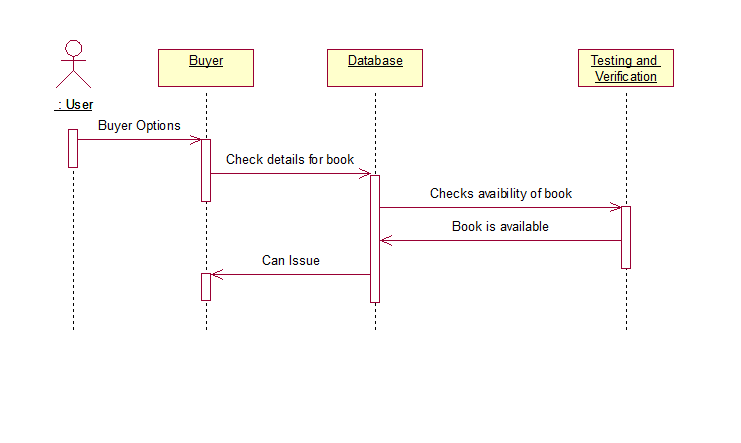 Buyer
Database
Testing and
Verification
: User
Buyer Options
Check details for book
Checks avaibility of book
Book is available
Can Issue